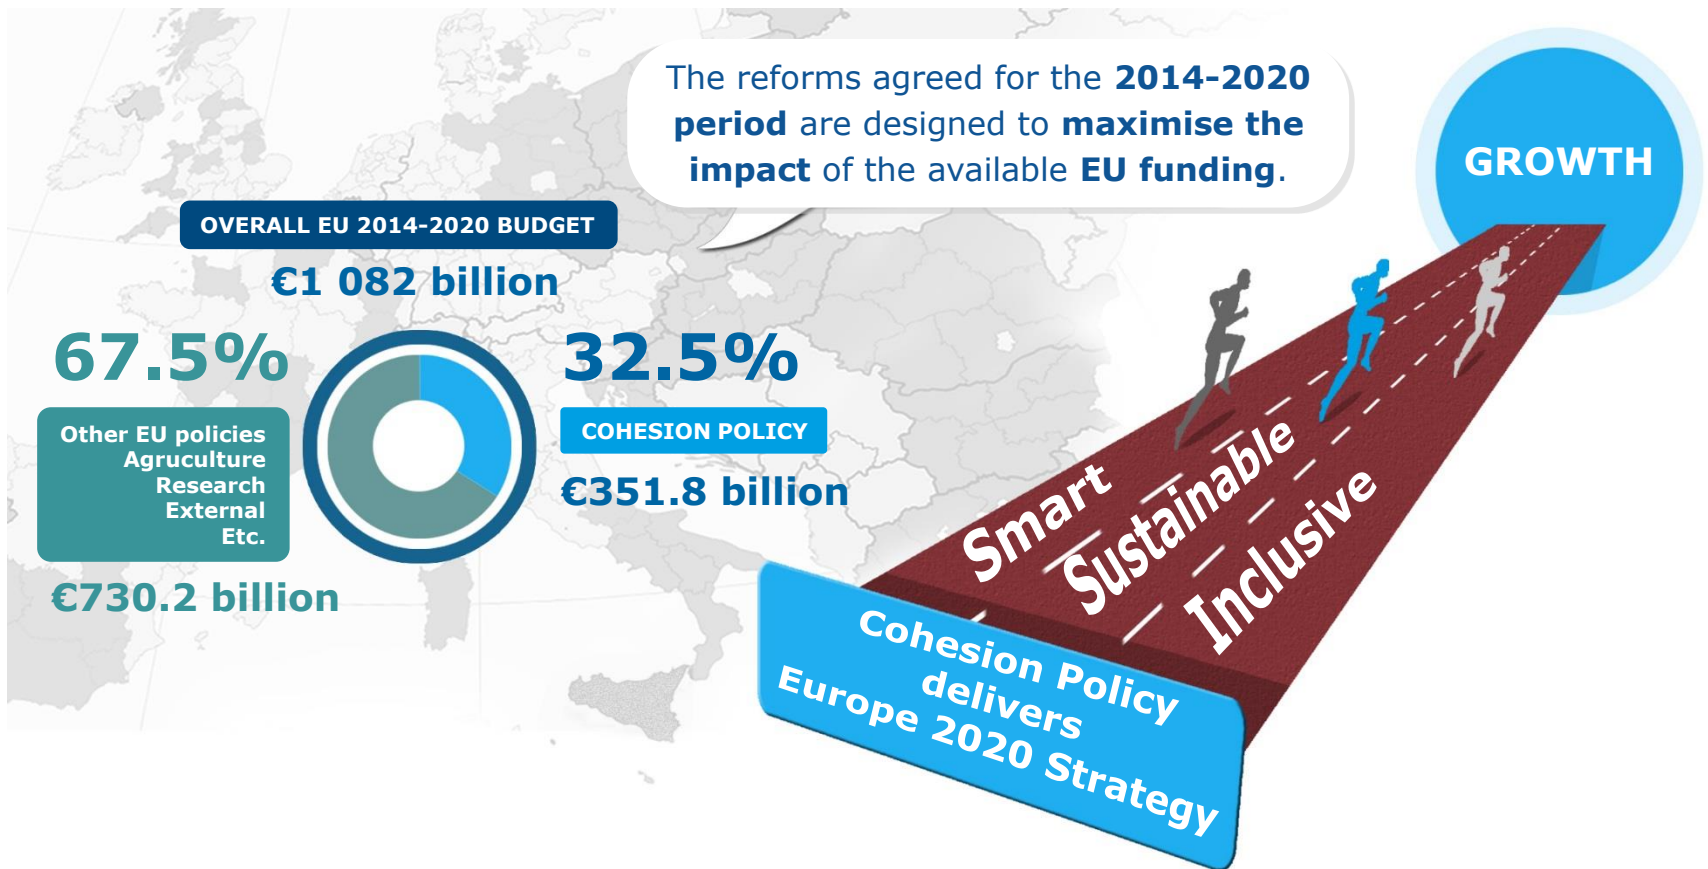 The reforms agreed for the 2014-2020
period are designed to maximise the
impact of the available EU funding.
GROWTH
OVERALL EU 2014-2020 BUDGET
€1 082 billion
67.5%
Other EU policies
Agruculture
Research
External
Etc.
€730.2 billion
32.5%
COHESION POLICY
€351.8 billion
Smart
Sustainable
Inclusive
Cohesion Policy
delivers
Europe 2020 Strategy